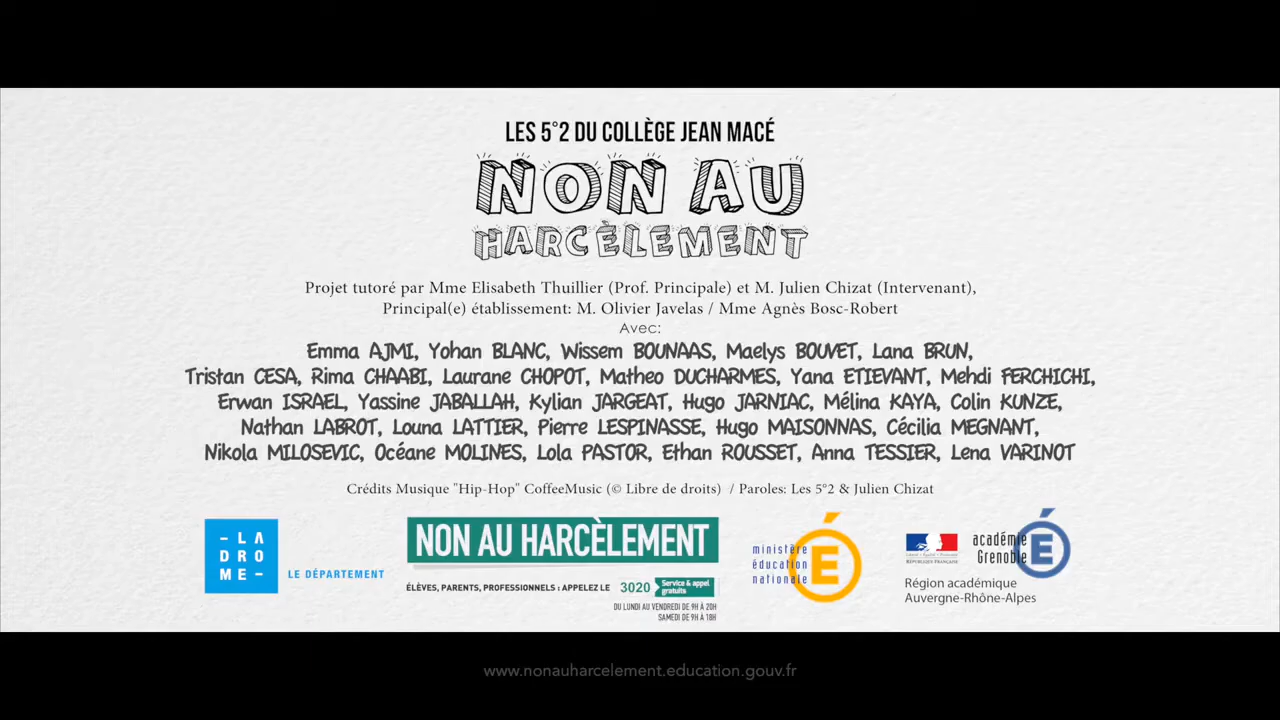 LES 5°2 DU COLLÈGE JEAN MACÉ
NON AU
HARCÈLEMENT
Projet tutoré par Mme Elisabeth Thuillier (Prof. Principale) et M. Julien Chizat (Intervenant),
Principal(e) établissement: M. Olivier Javelas / Mme Agnès Bosc-Robert
Avec:
Emma AJMI, Yohan BLANC, Wissem BOUNAAS, Maelys BOUVET, Lana BRUN,
Tristan CESA, Rima CHAABI, Laurane CHOPOT, Matheo DUCHARMES, Yana ETIEVANT, Mehdi FERCHICHI,
Erwan ISRAEL, Yassine JABALLAH, Kylian JARGEAT, Hugo JARNIAC, Mélina KAYA, Colin KUNZE,
Nathan LABROT, Louna LATTIER, Pierre LESPINASSE, Hugo MAISONNAS, Cécilia MEGNANT,
Nikola MILOSEVIC, Océane MOLINES, Lola PASTOR, Ethan ROUSSET, Anna TESSIER, Lena VARINOT
Crédits Musique "Hip-Hop" CoffeeMusic (© Libre de droits) / Paroles: Les 5°2 & Julien Chizat
– L A
D R O
M E –
LE DÉPARTEMENT
NON AU HARCÈLEMENT
ÉLÈVES, PARENTS, PROFESSIONNELS : APPELEZ LE 3020 Service & appel
gratuits
DU LUNDI AU VENDREDI DE 9H À 20H
SAMEDI DE 9H À 18H
ministère
éducation
nationale
É
RÉPUBLIQUE FRANÇAISE
académie
Grenoble
É
Région académique
Auvergne-Rhône-Alpes
www.nonauharcelement.education.gouv.fr